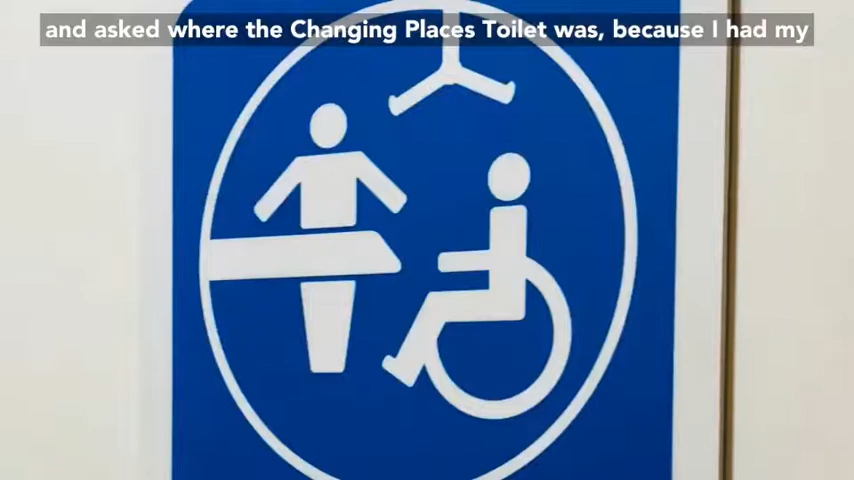 and asked where the Changing Places Toilet was, because I had my